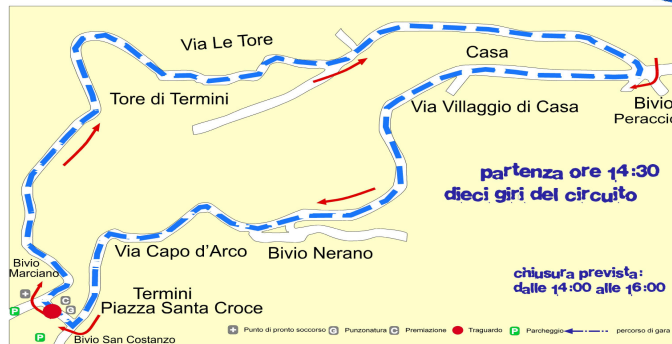 Via Le Tore
Casa
Tore di Termini
Via Villaggio di Casa
Bivio
Peraccio
partenza ore 14:30
dieci giri del circuito
Via Capo d'Arco
Bivio Nerano
Bivio
Marciano
chiusura prevista:
dalle 14:00 alle 16:00
Termini
Piazza Santa Croce
C
G
P
P
Bivio San Costanzo
Punto di pronto soccorso G Punzonatura C Premiazione Traguardo P Parcheggio percorso di gara